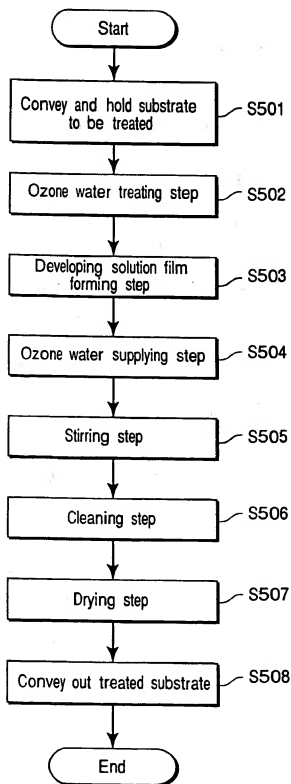 Start
Convey and hold substrate
to be treated
S501
Ozone water treating step
S502
Developing solution film
forming step
S503
Ozone water supplying step
S504
Stirring step
S505
Cleaning step
S506
Drying step
S507
Convey out treated substrate
S508
End